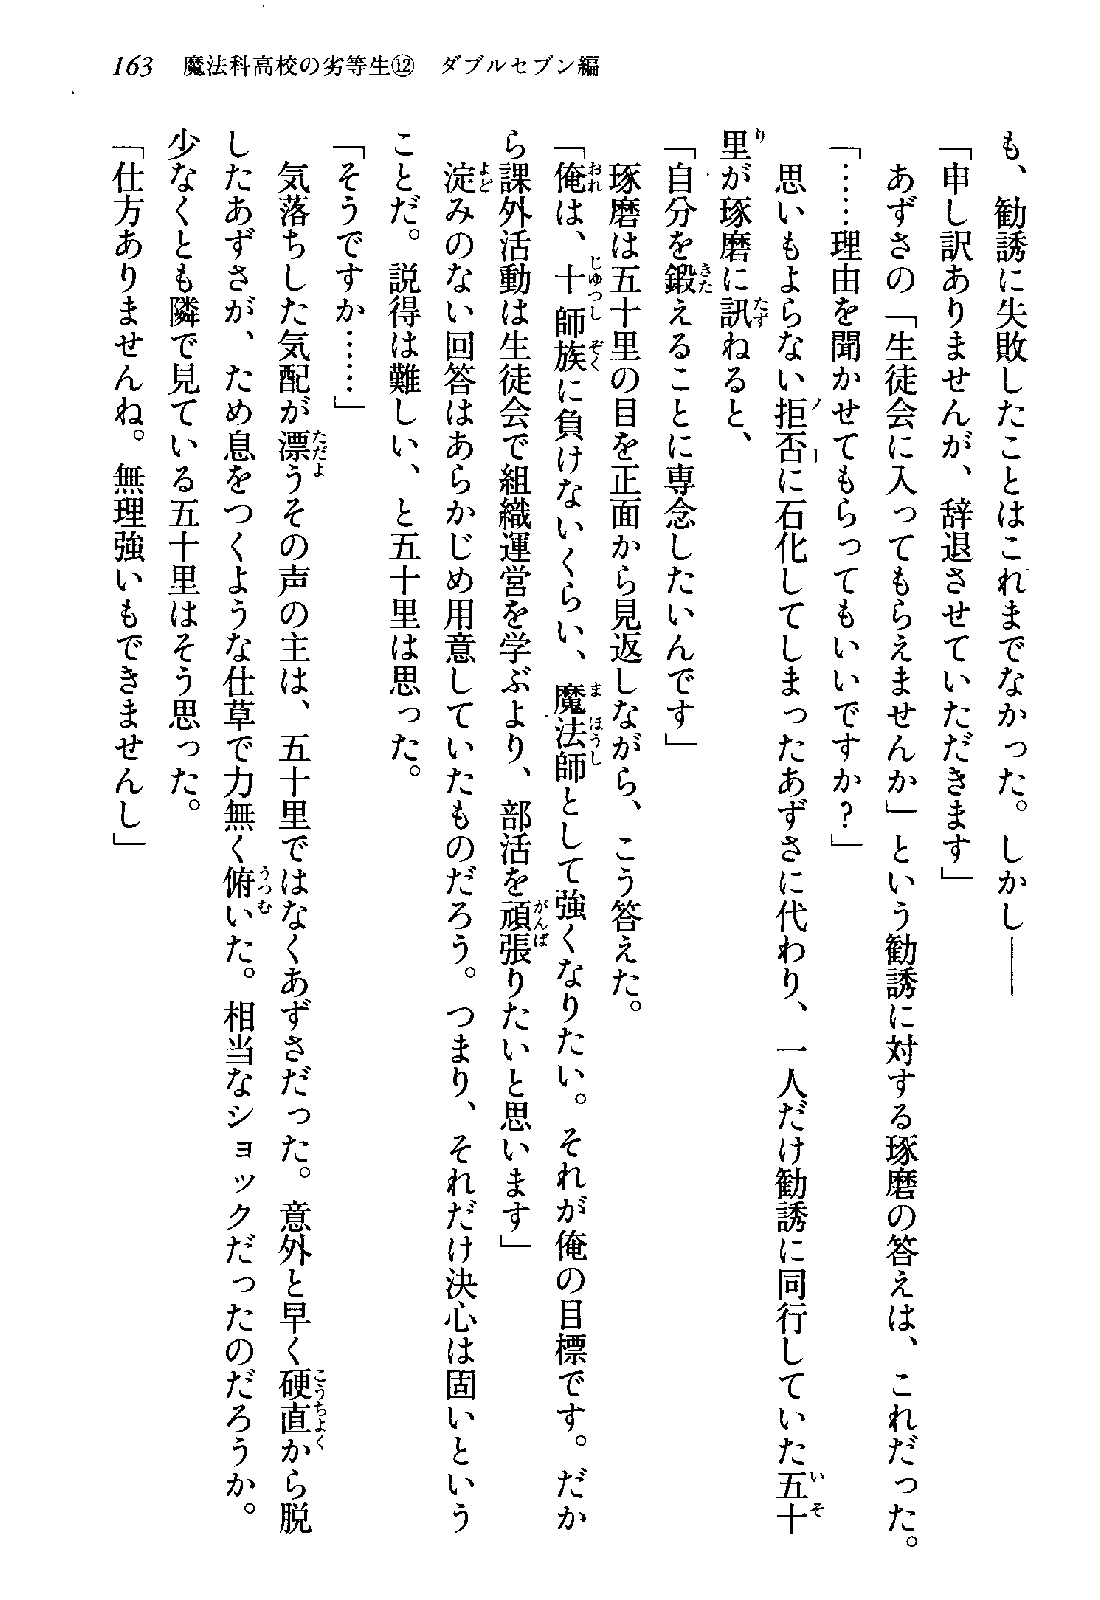 163　魔法科高校の劣等生⑫　ダブルセブン編
も、勧誘に失敗したことはこれまでなかった。しかし――
「申し訳ありませんが、辞退させていただきます」
　あずさの「生徒会に入ってもらえませんか」という勧誘に対する琢磨の答えは、これだった。
「……理由を聞かせてもらってもいいですか？」
　思いもよらない拒否に石化してしまったあずさに代わり、一人だけ勧誘に同行していた五十
里が琢磨に訊ねると、
「自分を鍛えることに専念したいんです」
　琢磨は五十里の目を正面から見返しながら、こう答えた。
「俺は、十師族に負けないくらい、魔法師として強くなりたい。それが俺の目標です。だか
ら課外活動は生徒会で組織運営を学ぶより、部活を頑張りたいと思います」
　淀みのない回答はあらかじめ用意していたものだろう。つまり、それだけ決心は固いという
ことだ。説得は難しい、と五十里は思った。
「そうですか……」
　気落ちした気配が漂うその声の主は、五十里ではなくあずさだった。意外と早く硬直から脱
したあずさが、ため息をつくような仕草で力無く俯いた。相当なショックだったのだろうか。
少なくとも隣で見ている五十里はそう思った。
「仕方ありませんね。無理強いもできませんし」